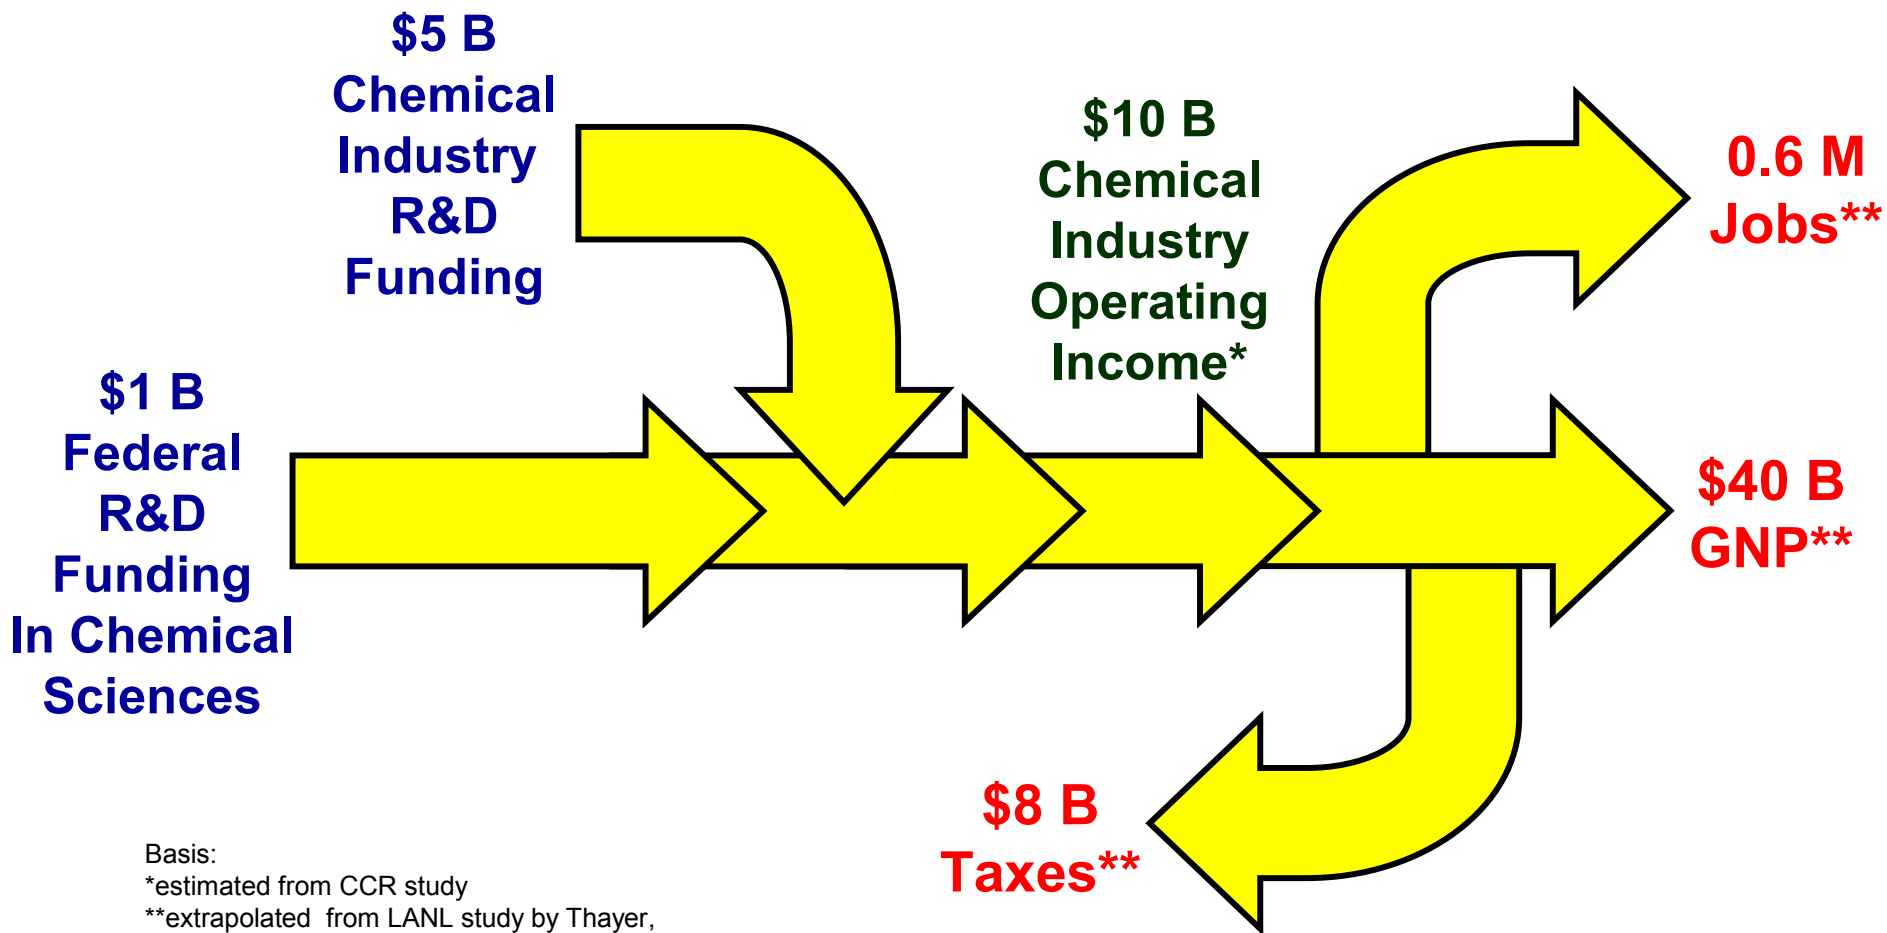 $5 B
Chemical
Industry
R&D
Funding
$10 B
Chemical
Industry
Operating
Income*
0.6 M
Jobs**
$1 B
Federal
R&D
Funding
In Chemical
Sciences
$40 B
GNP**
$8 B
Taxes**
Basis:
*estimated from CCR study
**extrapolated  from LANL study by Thayer,